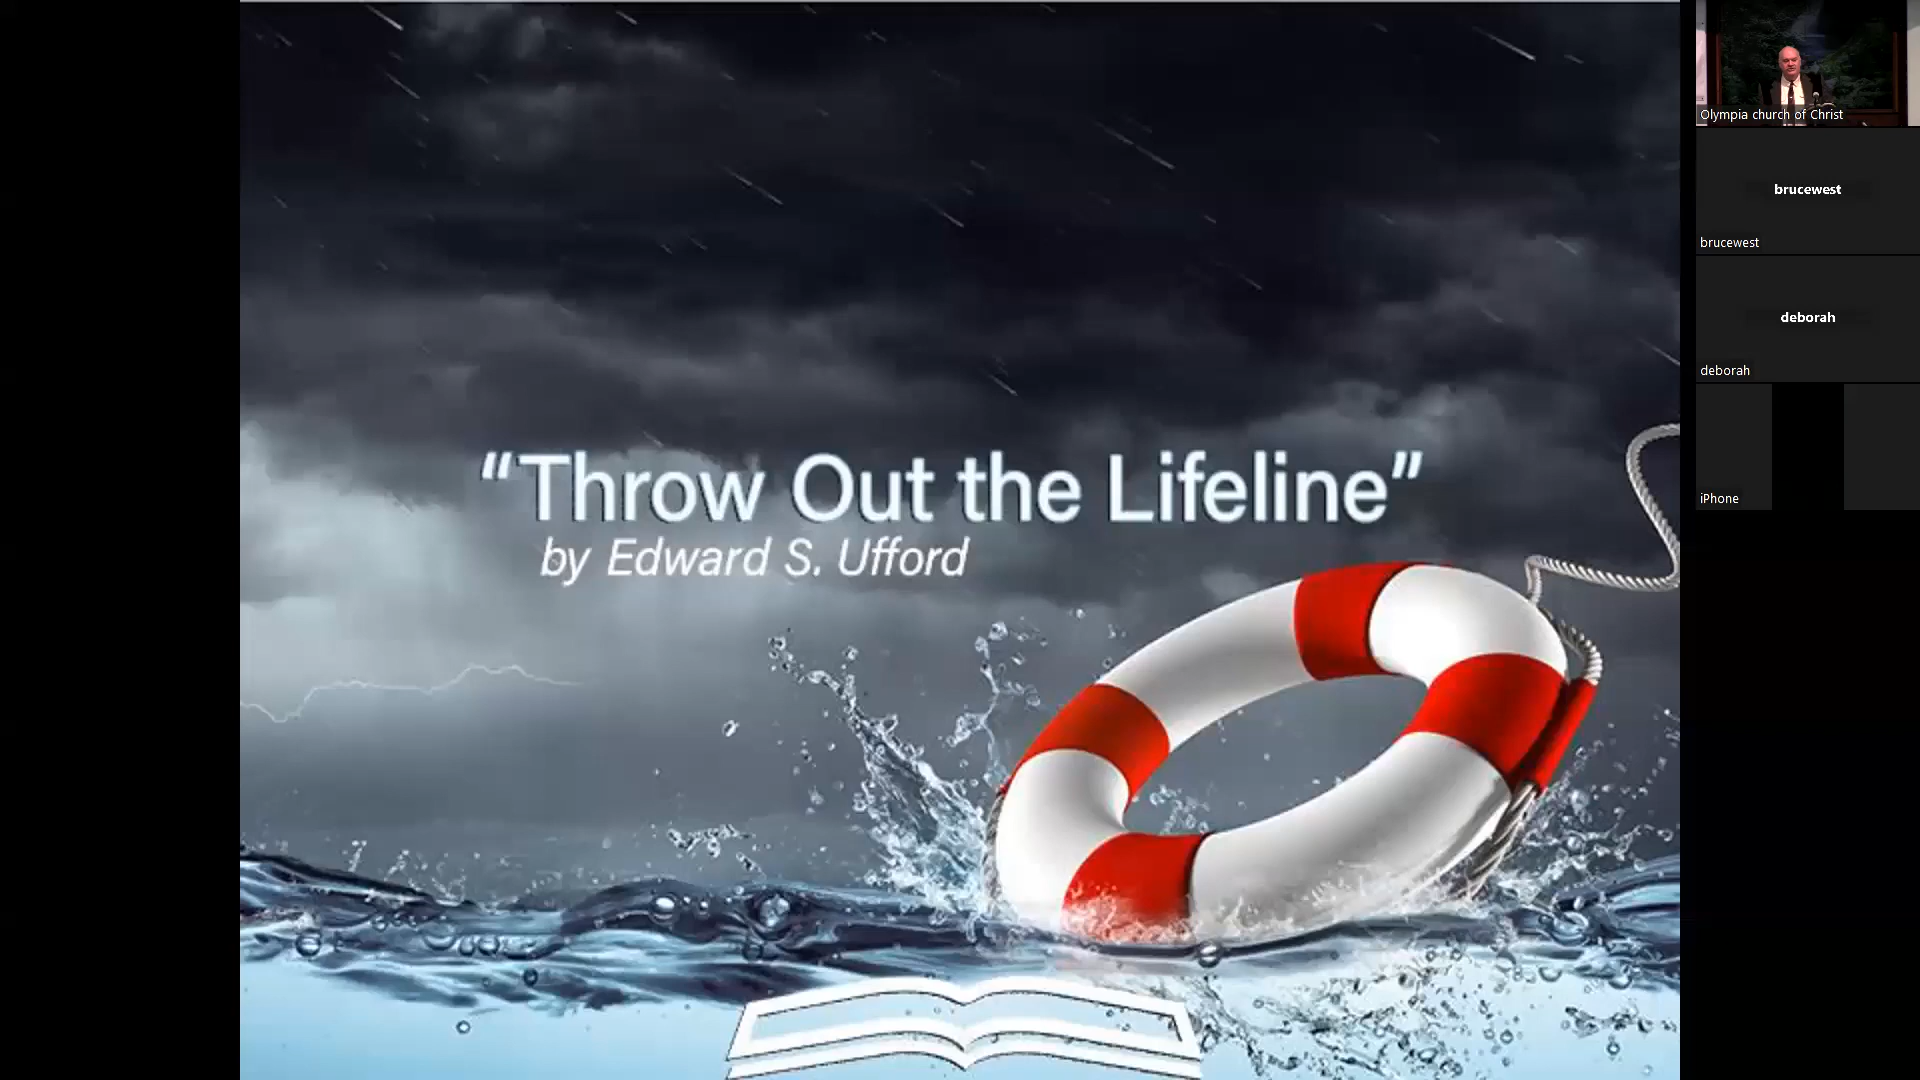 “Throw Out the Lifeline”
by Edward S. Ufford
Olympia church of Christ
brucewest
brucewest
deborah
deborah
iPhone